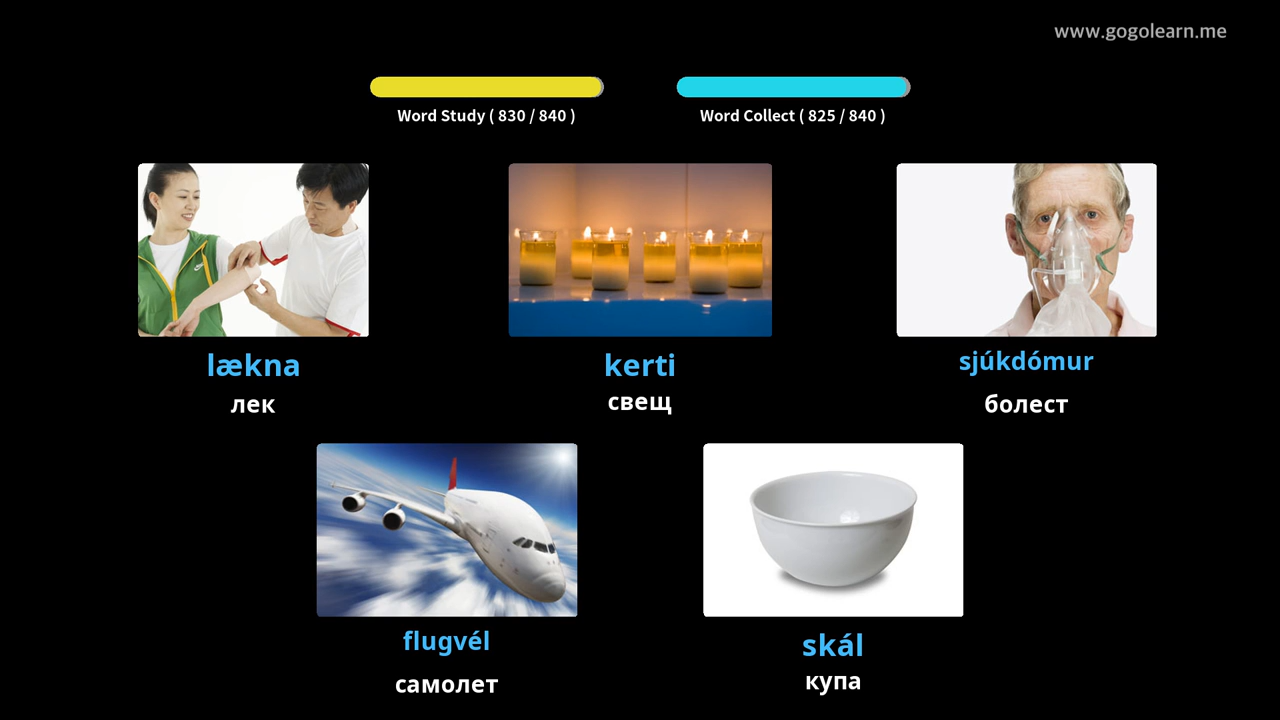 www.gogolearn.me
Word Study ( 830 / 840 )
Word Collect ( 825 / 840 )
lækna
лек
kerti
свещ
sjúkdómur
болест
flugvél
самолет
skál
купа